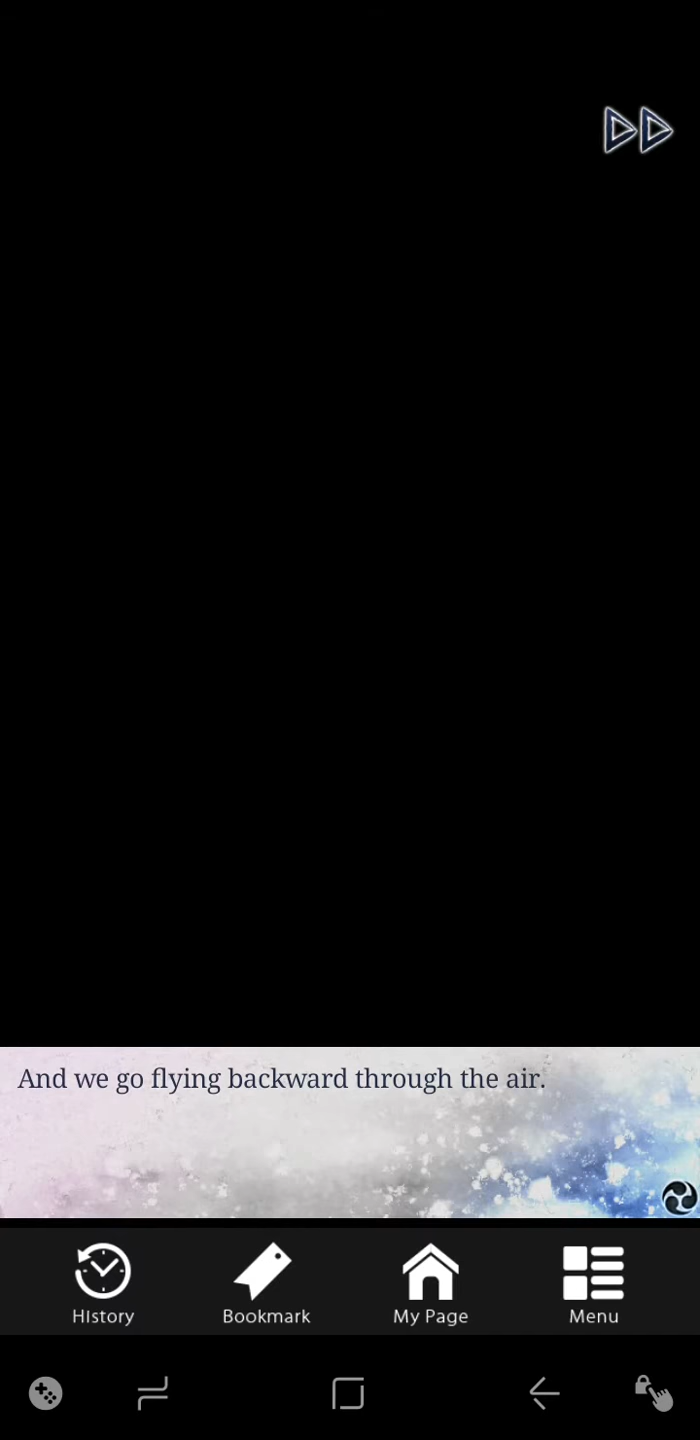 And we go flying backward through the air.
History
Bookmark
My Page
Menu